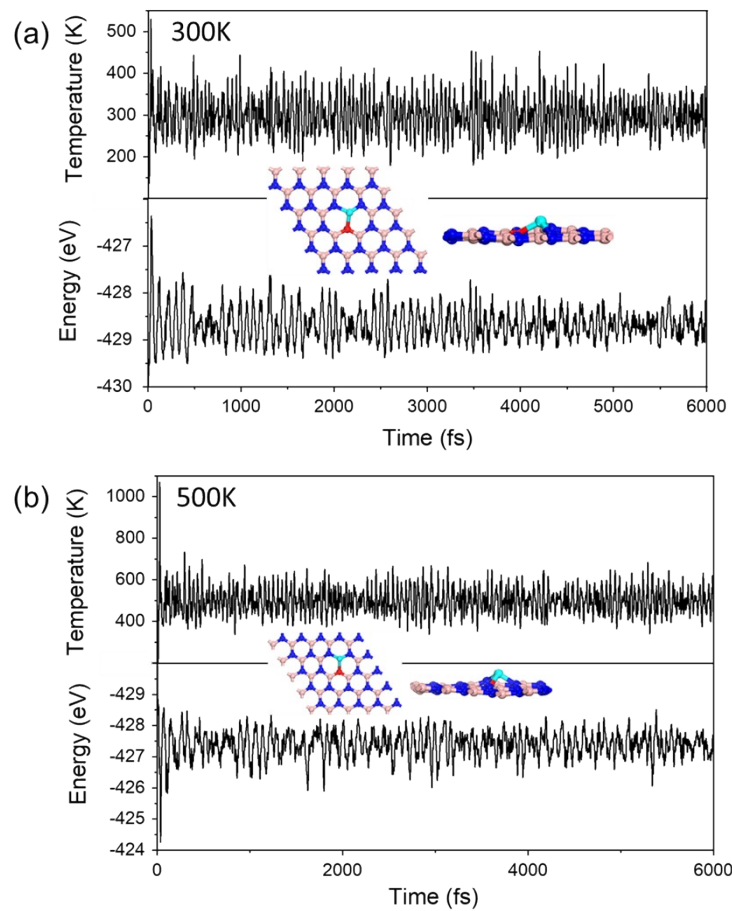 (a)
300K
Temperature (K)
500
400
300
200
Energy (eV)
-427
-428
-429
-430
0 1000 2000 3000 4000 5000 6000
Time (fs)
(b)
500K
Temperature (K)
1000
800
600
400
Energy (eV)
-429
-428
-427
-426
-425
-424
0 2000 4000 6000
Time (fs)